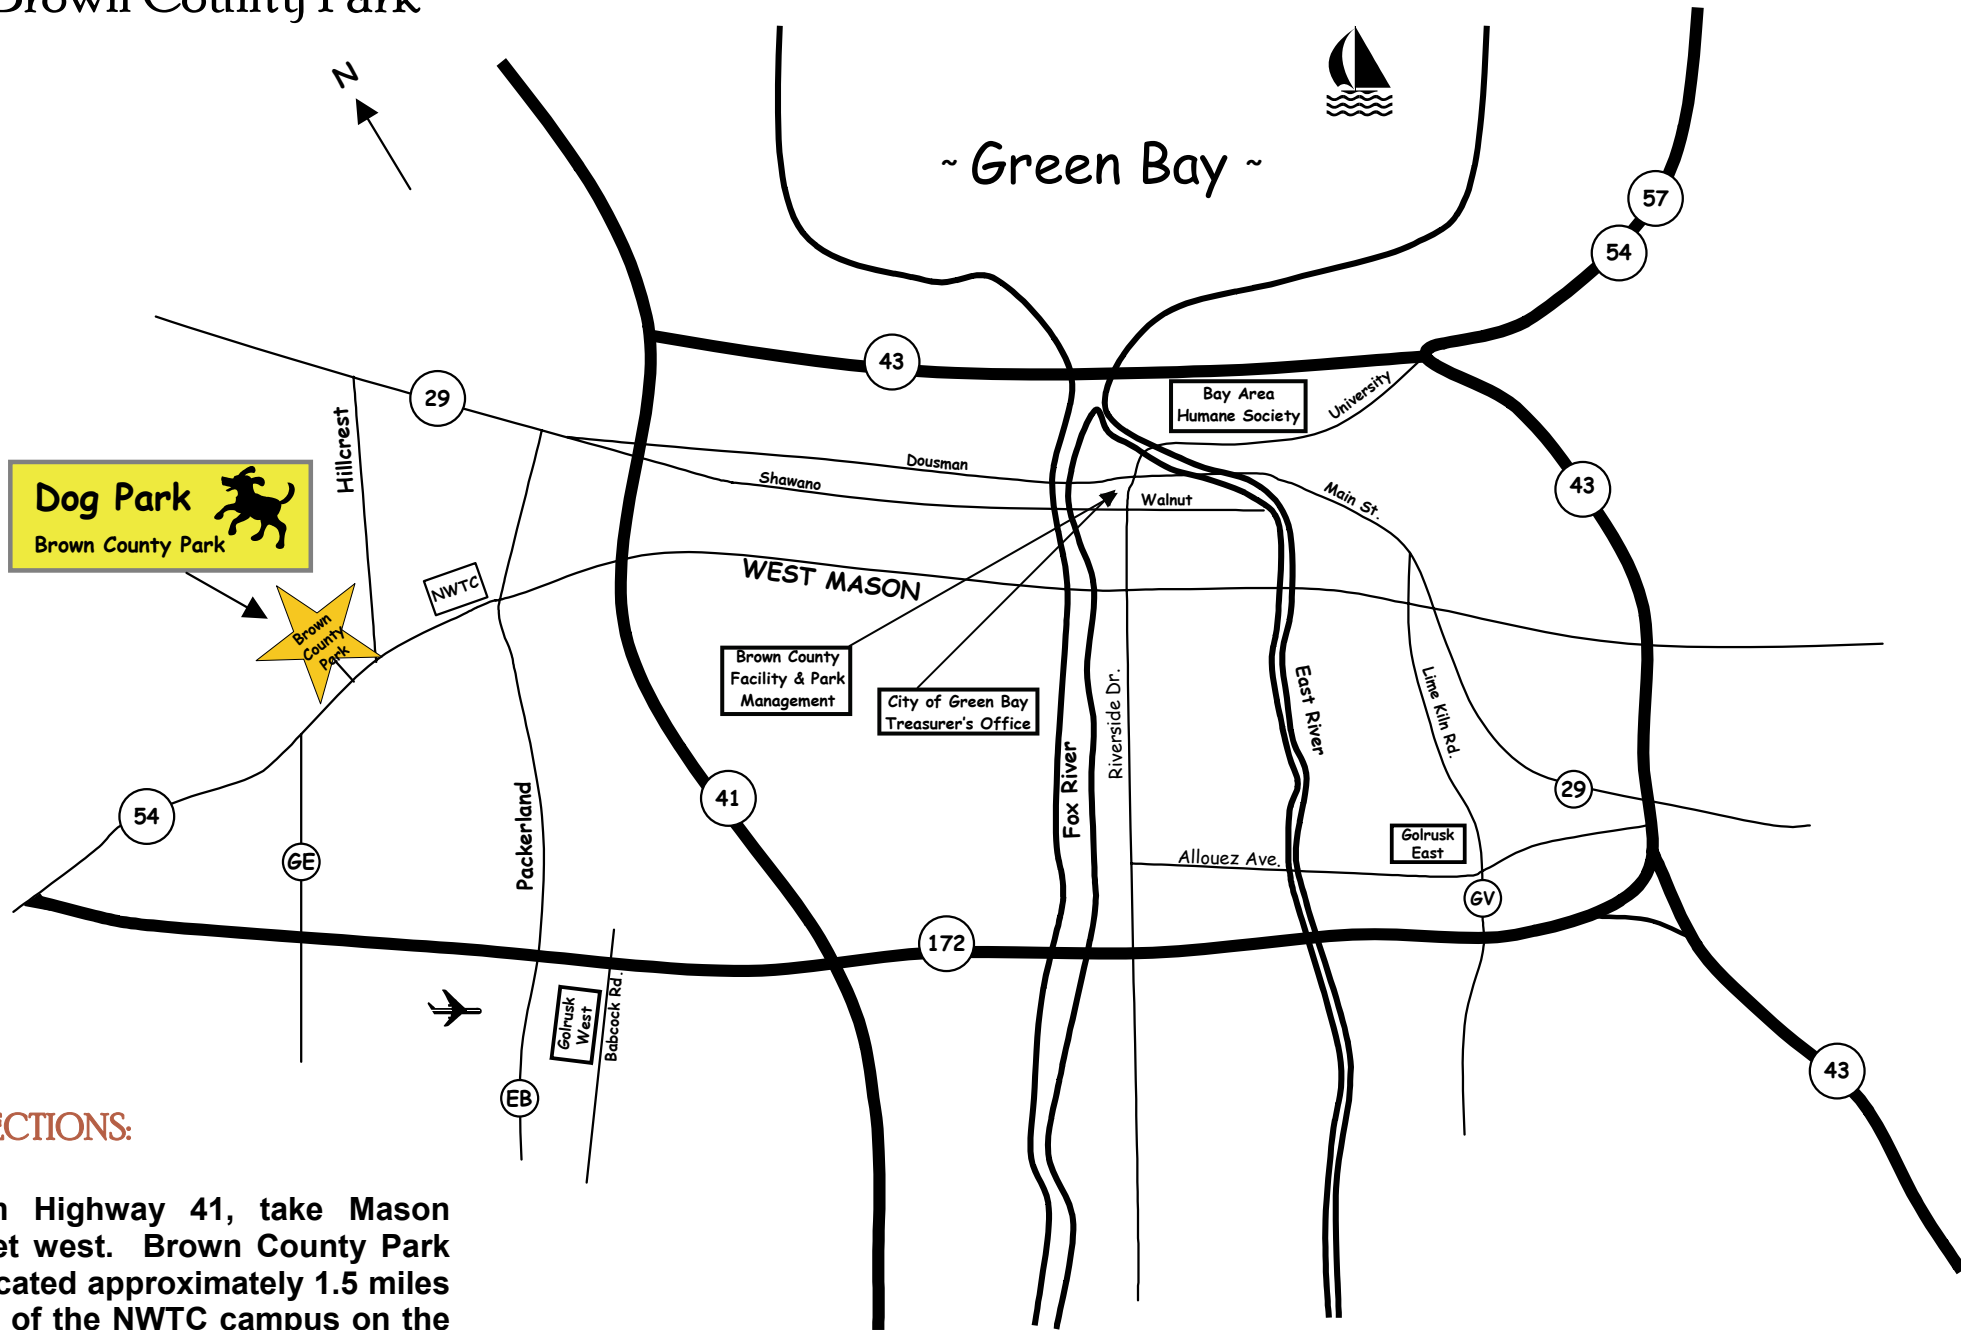 Brown County Park
N
~ Green Bay ~
57
54
43
29
Hillcrest
Bay Area
Humane Society
University
Dog Park
Brown County Park
Dousman
Shawano
Walnut
Main St.
43
NWTC
WEST MASON
Brown
County
Park
Brown County
Facility & Park
Management
City of Green Bay
Treasurer's Office
Riverside Dr.
East River
Lime Kiln Rd.
Fox River
41
29
54
GE
Packerland
Allouez Ave.
Golrusk
East
GV
172
Golrusk
West
Babcock Rd.
EB
43
ECTIONS:
Highway 41, take Mason
west. Brown County Park
cated approximately 1.5 miles
of the NWTC campus on the